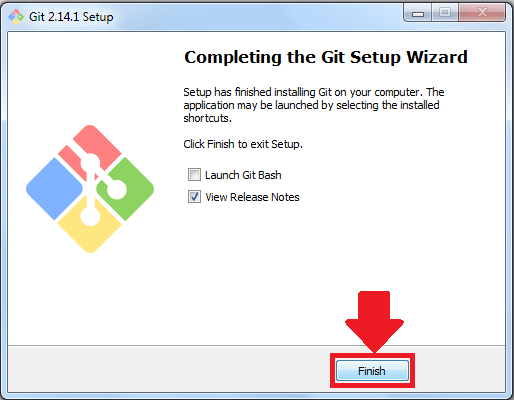 Git 2.14.1 Setup
Completing the Git Setup Wizard
Setup has finished installing Git on your computer. The
application may be launched by selecting the installed
shortcuts.
Click Finish to exit Setup.
Launch Git Bash
View Release Notes
Finish